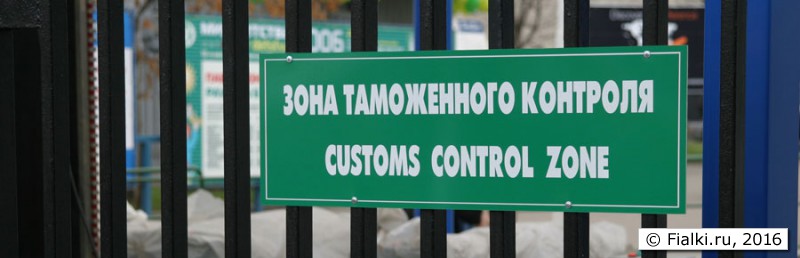 ЗОНА ТАМОЖЕННОГО КОНТРОЛЯ
CUSTOMS CONTROL ZONE
© Fialki.ru, 2016